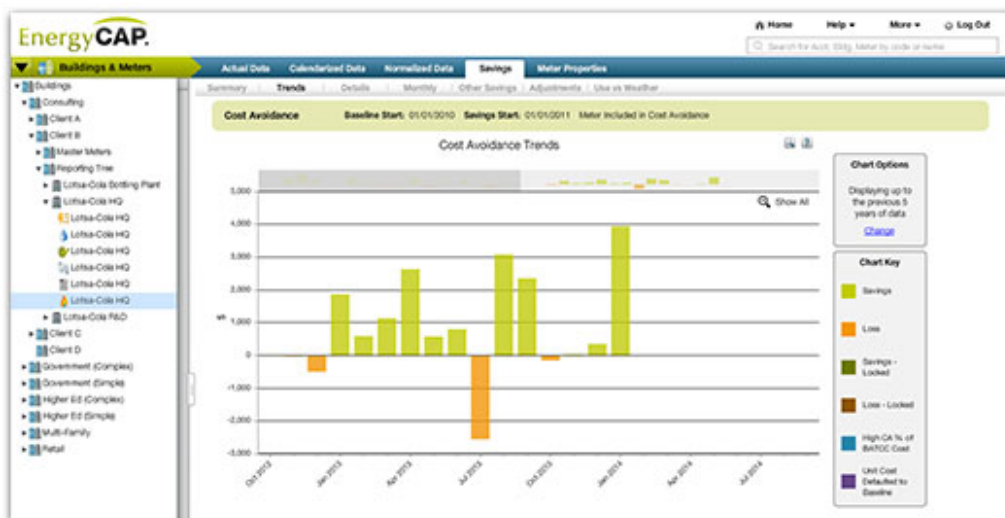 EnergyCAP.
Home Help More Log Out
Search for Acct, Bldg, Meter by code or name
Buildings & Meters
Actual Data Calendarized Data Normalized Data Savings Meter Properties
Summary Trends Details Monthly Other Savings Adjustments Use vs Weather
Buildings
Consulting
Client A
Client B
Master Meters
Reporting Tree
Lotsa-Cola Bottling Plant
Lotsa-Cola HQ
Lotsa-Cola HQ
Lotsa-Cola HQ
Lotsa-Cola HQ
Lotsa-Cola HQ
Lotsa-Cola HQ
Lotsa-Cola HQ
Lotsa-Cola R&D
Client C
Client D
Government (Complex)
Government (Simple)
Higher Ed (Complex)
Higher Ed (Simple)
Multi-Family
Retail
Cost Avoidance Baseline Start: 01/01/2010 Savings Start: 01/01/2011 Meter Included in Cost Avoidance
Cost Avoidance Trends
Show All
5,000
4,000
3,000
2,000
1,000
0
-1,000
-2,000
-3,000
$
Oct 2013 Jan 2013 Apr 2013 Jul 2013 Oct 2013 Jan 2014 Apr 2014 Jul 2014
Chart Options
Displaying up to
the previous 5
years of data
Change
Chart Key
Savings
Loss
Savings -
Locked
Loss - Locked
High CA % of
BATCC Cost
Unit Cost
Defaulted to
Baseline